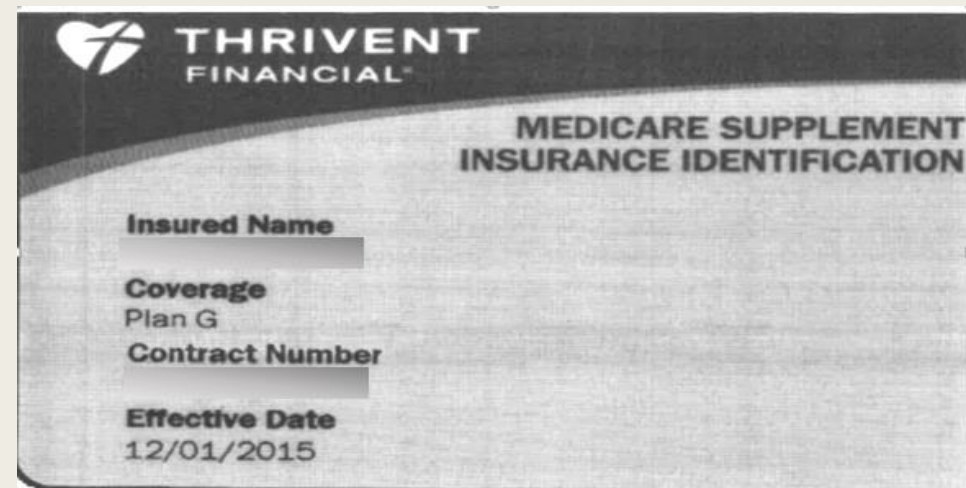 THRIVENT
FINANCIAL®
MEDICARE SUPPLEMENT
INSURANCE IDENTIFICATION
Insured Name
Coverage
Plan G
Contract Number
Effective Date
12/01/2015